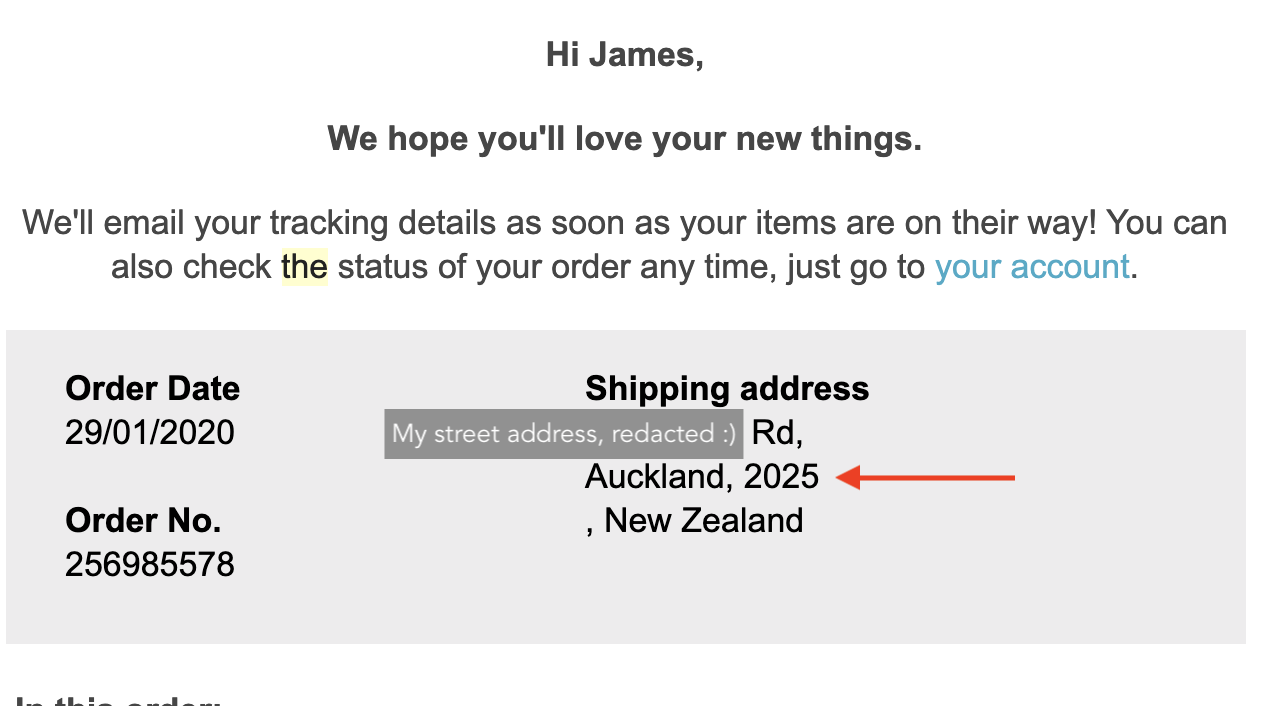 Hi James,
We hope you'll love your new things.
We'll email your tracking details as soon as your items are on their way! You can
also check the status of your order any time, just go to your account.
Order Date
29/01/2020
Order No.
256985578
Shipping address
My street address, redacted :) Rd,
Auckland, 2025
, New Zealand
In this order: